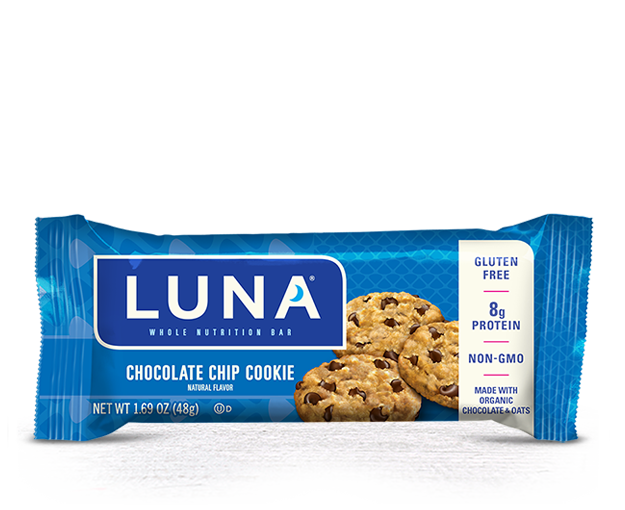 LUNA®
WHOLE NUTRITION BAR
CHOCOLATE CHIP COOKIE
NATURAL FLAVOR
NET WT 1.69 OZ (48g) Ⓤ D
GLUTEN
FREE
8g
PROTEIN
NON-GMO
MADE WITH
ORGANIC
CHOCOLATE & OATS